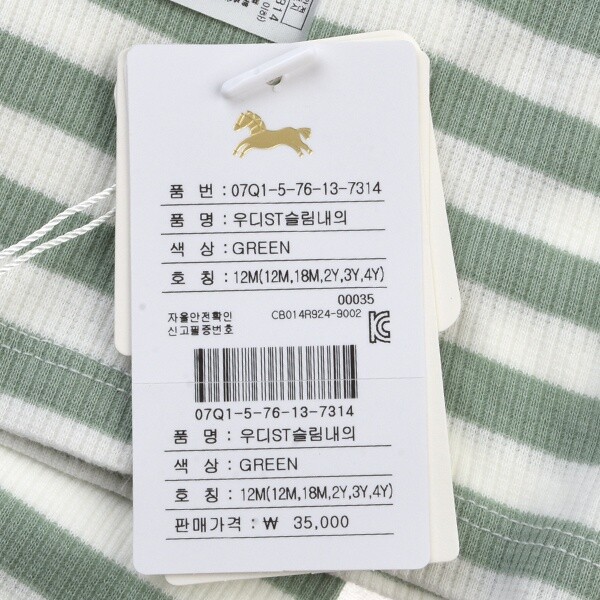 814
품 번 : 07Q1-5-76-13-7314
품 명 : 우디ST슬림내의
색 상 : GREEN
호 칭 : 12M(12M,18M,2Y,3Y,4Y)
00035
자율안전확인 CB014R924-9002
신고필증번호
07Q1-5-76-13-7314
품 명 : 우디ST슬림내의
색 상 : GREEN
호 칭 : 12M(12M,18M,2Y,3Y,4Y)
판매가격 : ₩ 35,000